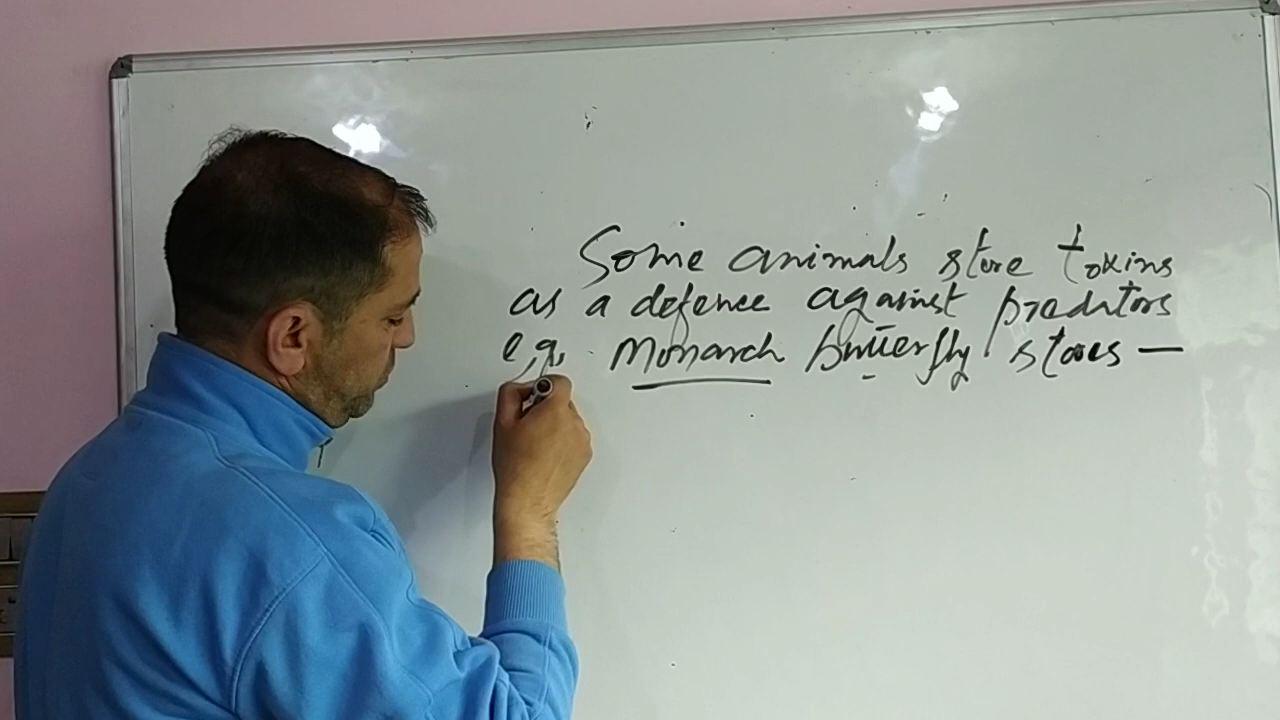 Some animals store toxins
as a defence against predators
e.g. Monarch butterfly stores —